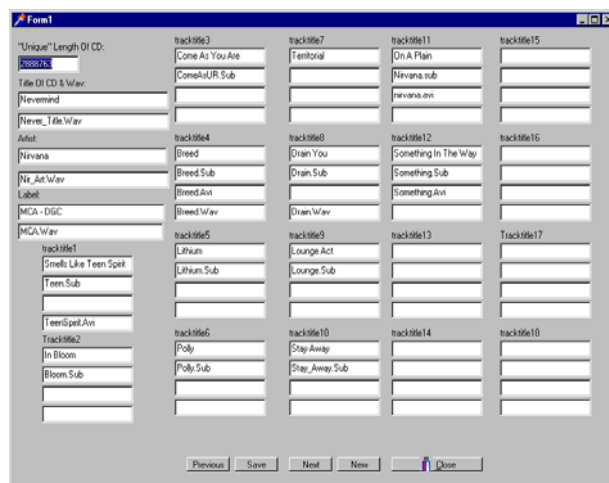 Form1
"Unique" Length Of CD:
2888763
Title Of CD & Wav:
Nevermind
Never_Title.Wav
Artist:
Nirvana
Nir_Art.Wav
Label:
MCA - DGC
MCA.Wav
tracktitle1
Smells Like Teen Spirit
Teen.Sub
TeenSpirit.Avi
Tracktitle2
In Bloom
Bloom.Sub
tracktitle3
Come As You Are
ComeAsUR.Sub
tracktitle4
Breed
Breed.Sub
Breed.Avi
Breed.Wav
tracktitle5
Lithium
Lithium.Sub
tracktitle6
Polly
Polly.Sub
tracktitle7
Territorial
tracktitle8
Drain You
Drain.Sub
Drain.Wav
tracktitle9
Lounge Act
Lounge.Sub
tracktitle10
Stay Away
Stay_Away.Sub
tracktitle11
On A Plain
Nirvana.sub
nirvana.avi
tracktitle12
Something In The Way
Something.Sub
Something.Avi
tracktitle13
tracktitle14
tracktitle15
tracktitle16
Tracktitle17
tracktitle18
Previous Save Next New Close